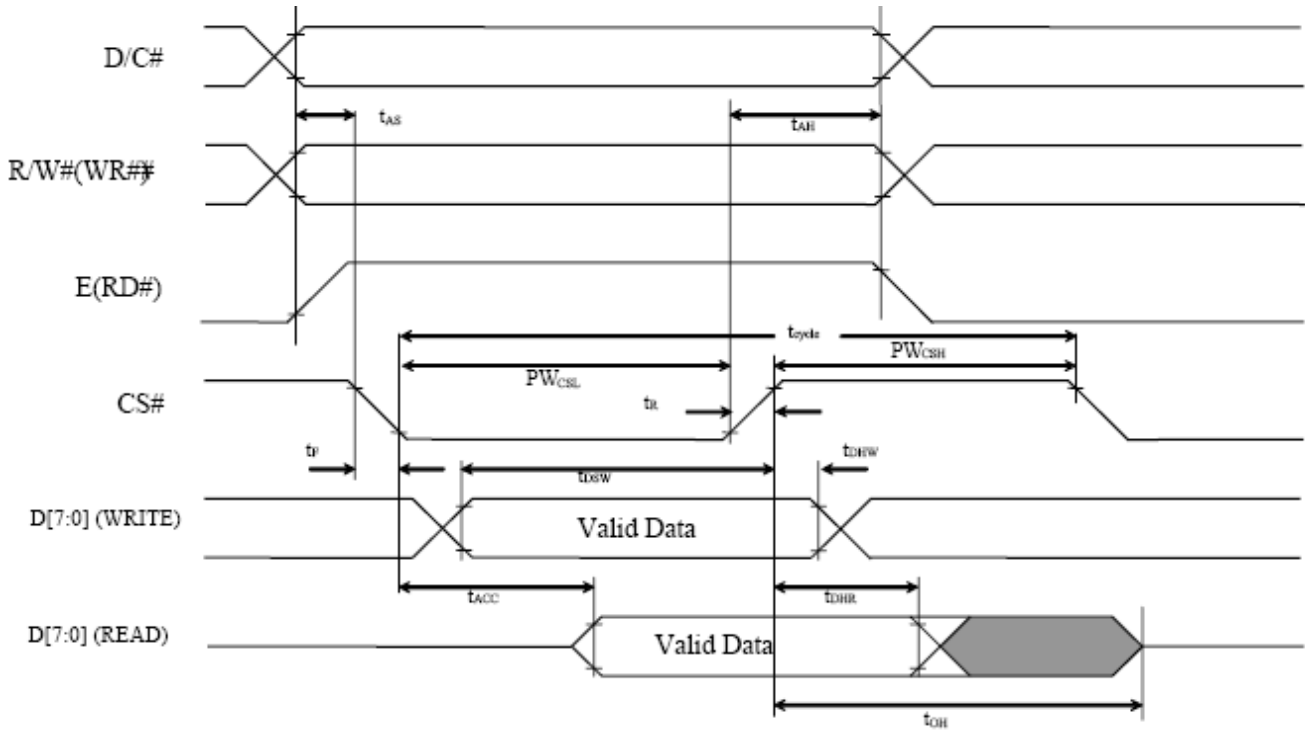 D/C#
tAS
tAH
R/W#(WR#)#
E(RD#)
tcycle
PWCSH
PWCSL
CS#
tR
tF
tDSW
tDHW
D[7:0] (WRITE)
Valid Data
tACC
tDHR
D[7:0] (READ)
Valid Data
tOH